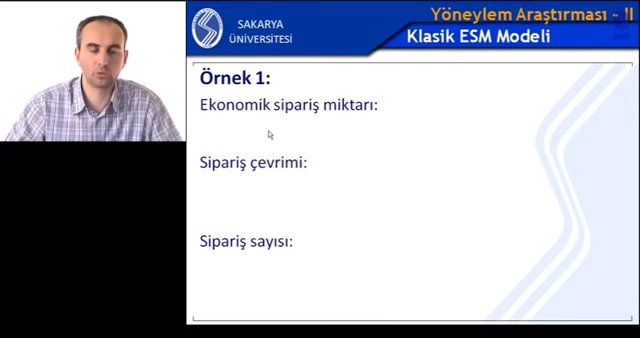 SAKARYA
ÜNİVERSİTESİ
Yöneylem Araştırması - II
Klasik ESM Modeli
Örnek 1:
Ekonomik sipariş miktarı:
Sipariş çevrimi:
Sipariş sayısı: